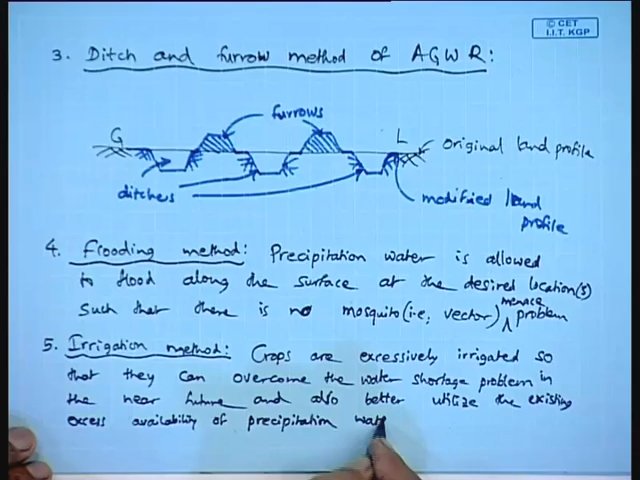 © CET
I.I.T. KGP
3. Ditch and furrow method of AGWR:
furrows
G
L
original land profile
ditchers
modified land
profile
4. Flooding method: Precipitation water is allowed
to flood along the surface at the desired location(s)
Such that there is no mosquito (i.e; vector) menace problem
5. Irrigation method: Crops are excessively irrigated so
that they can overcome the water shortage problem in
the near future and also better utilize the existing
excess availability of precipitation wate